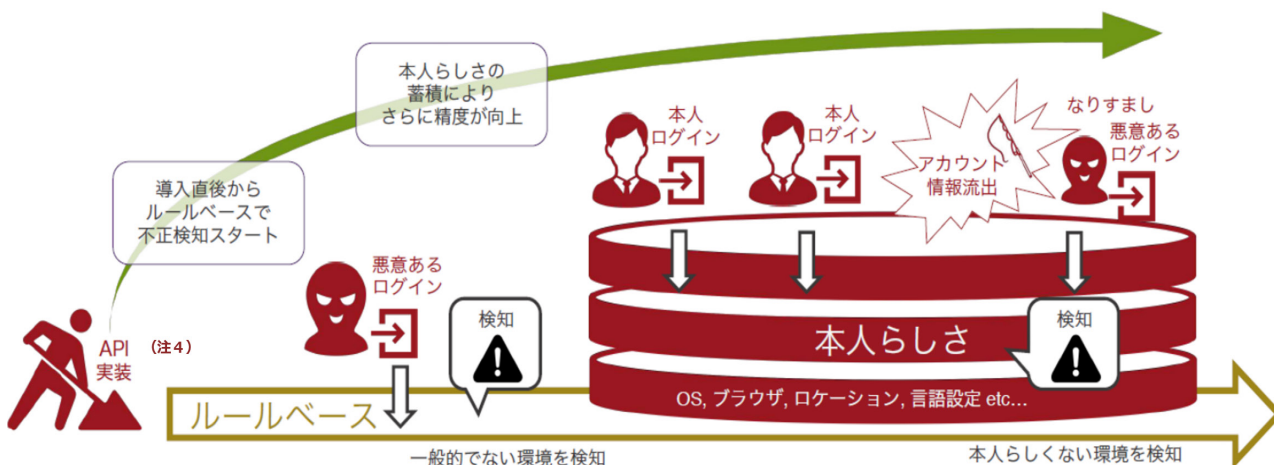 本人らしさの
蓄積により
さらに精度が向上
導入直後から
ルールベースで
不正検知スタート
本人
ログイン
本人
ログイン
アカウント
情報流出
なりすまし
悪意ある
ログイン
悪意ある
ログイン
検知
API (注4)
実装
本人らしさ
検知
OS, ブラウザ, ロケーション, 言語設定 etc...
ルールベース
一般的でない環境を検知
本人らしくない環境を検知